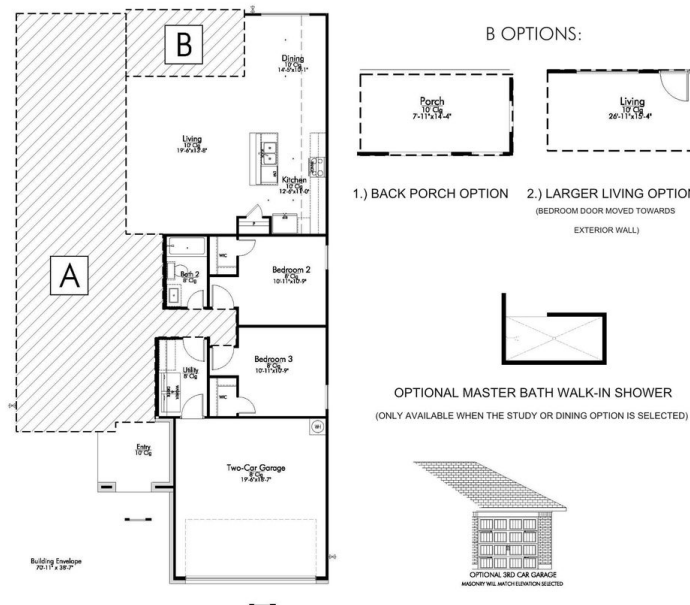 B
Dining
10' Clg
14'-5"x10'-1"
Living
10' Clg
19'-6"x15'-8"
Kitchen
10' Clg
12'-6"x11'-0"
A
Bath 2
8' Clg
WIC
Bedroom 2
8' Clg
10'-11"x10'-9"
Utility
8' Clg
Bedroom 3
8' Clg
10'-11"x10'-9"
WIC
WH
Entry
10' Clg
Two-Car Garage
8' Clg
19'-6"x18'-7"
Building Envelope
70'-11" x 38'-7"
B OPTIONS:
Porch
10' Clg
7'-11"x14'-4"
Living
10' Clg
26'-11"x15'-4"
1.) BACK PORCH OPTION
2.) LARGER LIVING OPTION
(BEDROOM DOOR MOVED TOWARDS
EXTERIOR WALL)
OPTIONAL MASTER BATH WALK-IN SHOWER
(ONLY AVAILABLE WHEN THE STUDY OR DINING OPTION IS SELECTED)
OPTIONAL 3RD CAR GARAGE
MASONRY WILL MATCH ELEVATION SELECTED